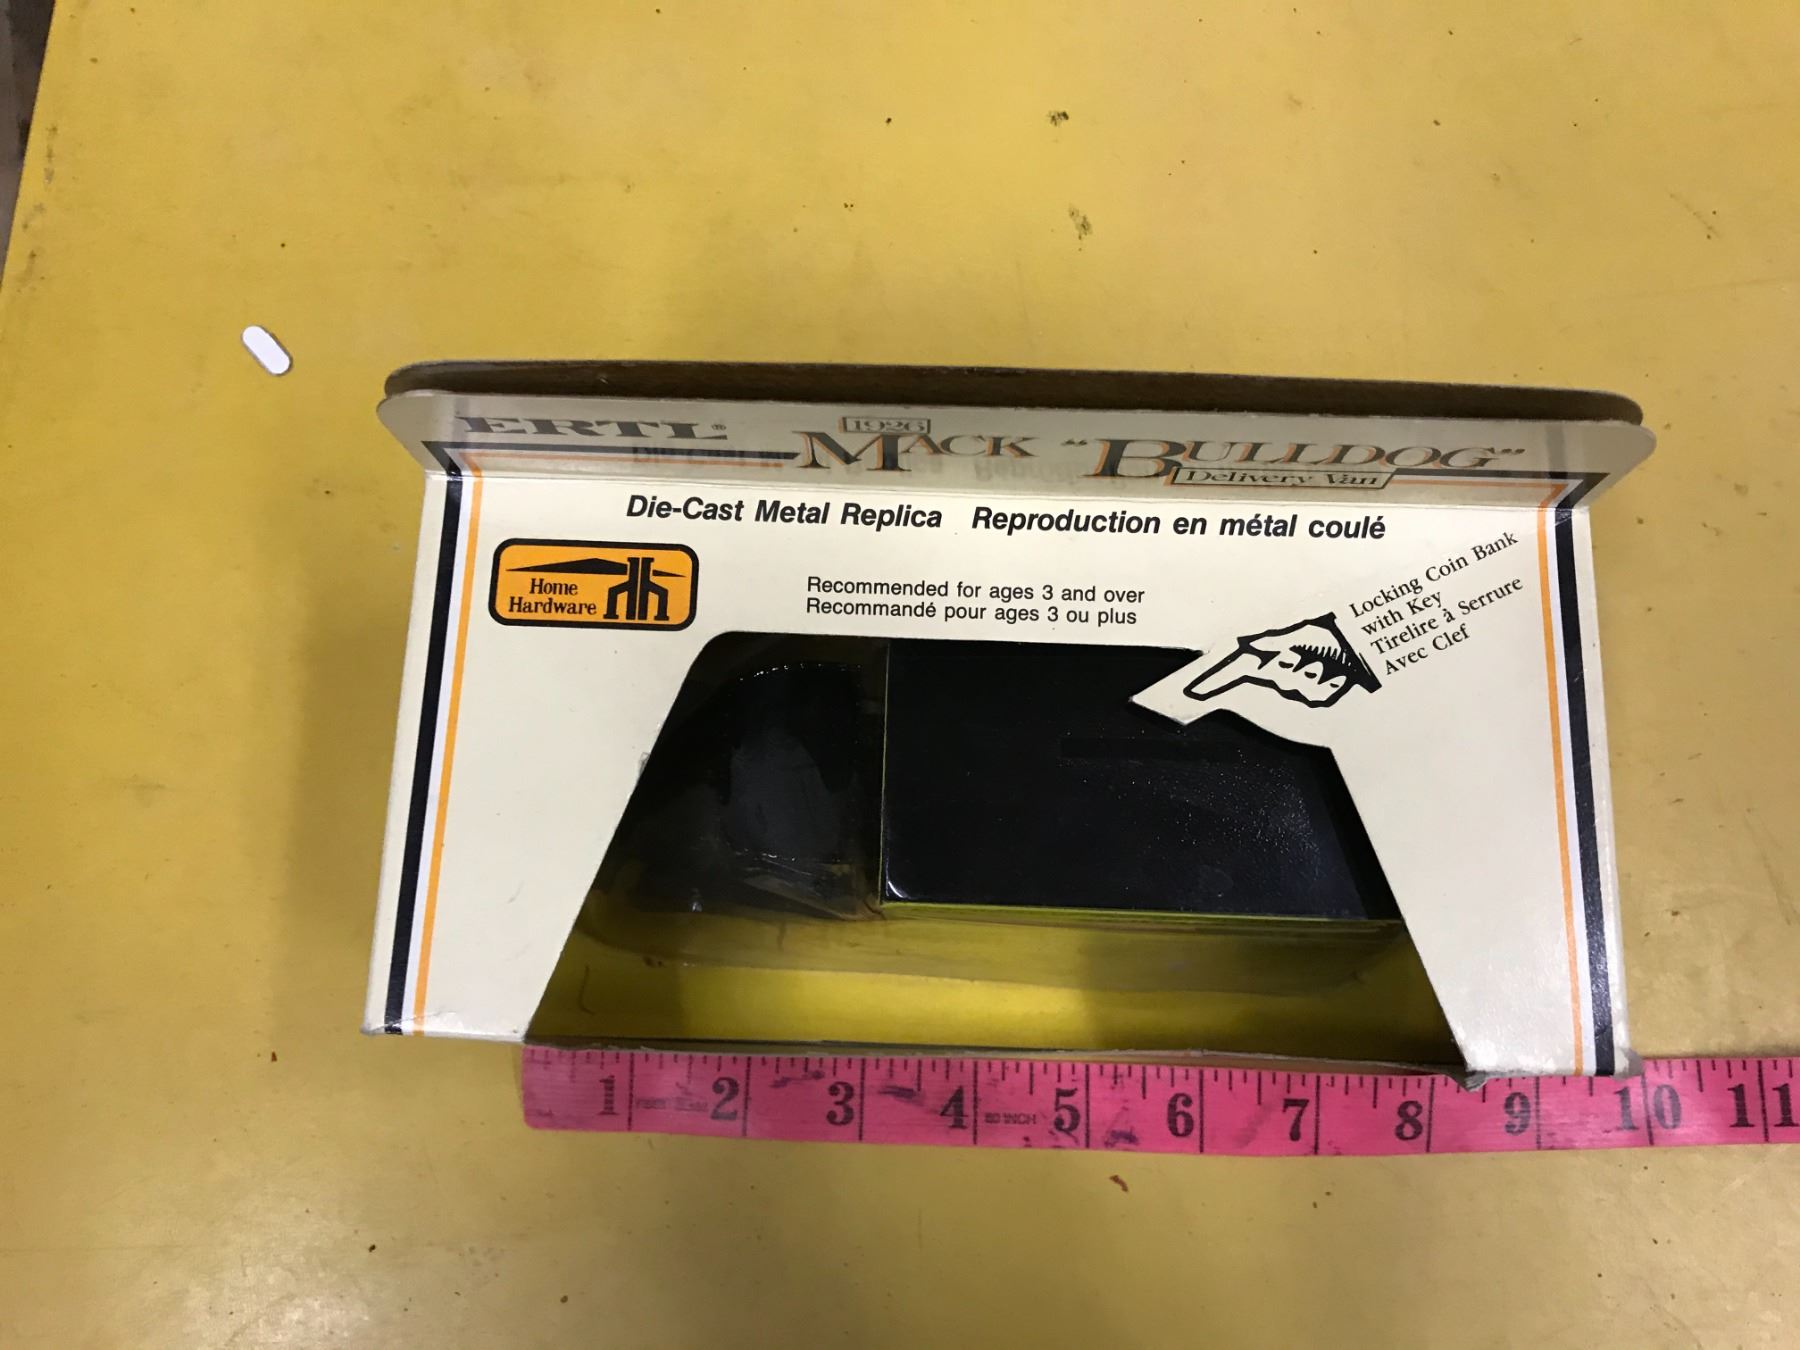 ERTL®
1926
MACK "BULLDOG"
Delivery Van
Die-Cast Metal Replica Reproduction en métal coulé
Home
Hardware
Recommended for ages 3 and over
Recommandé pour ages 3 ou plus
Locking Coin Bank
with Key
Tirelire à Serrure
Avec Clef
1 2 3 4 60 INCH 5 6 7 8 9 10 11